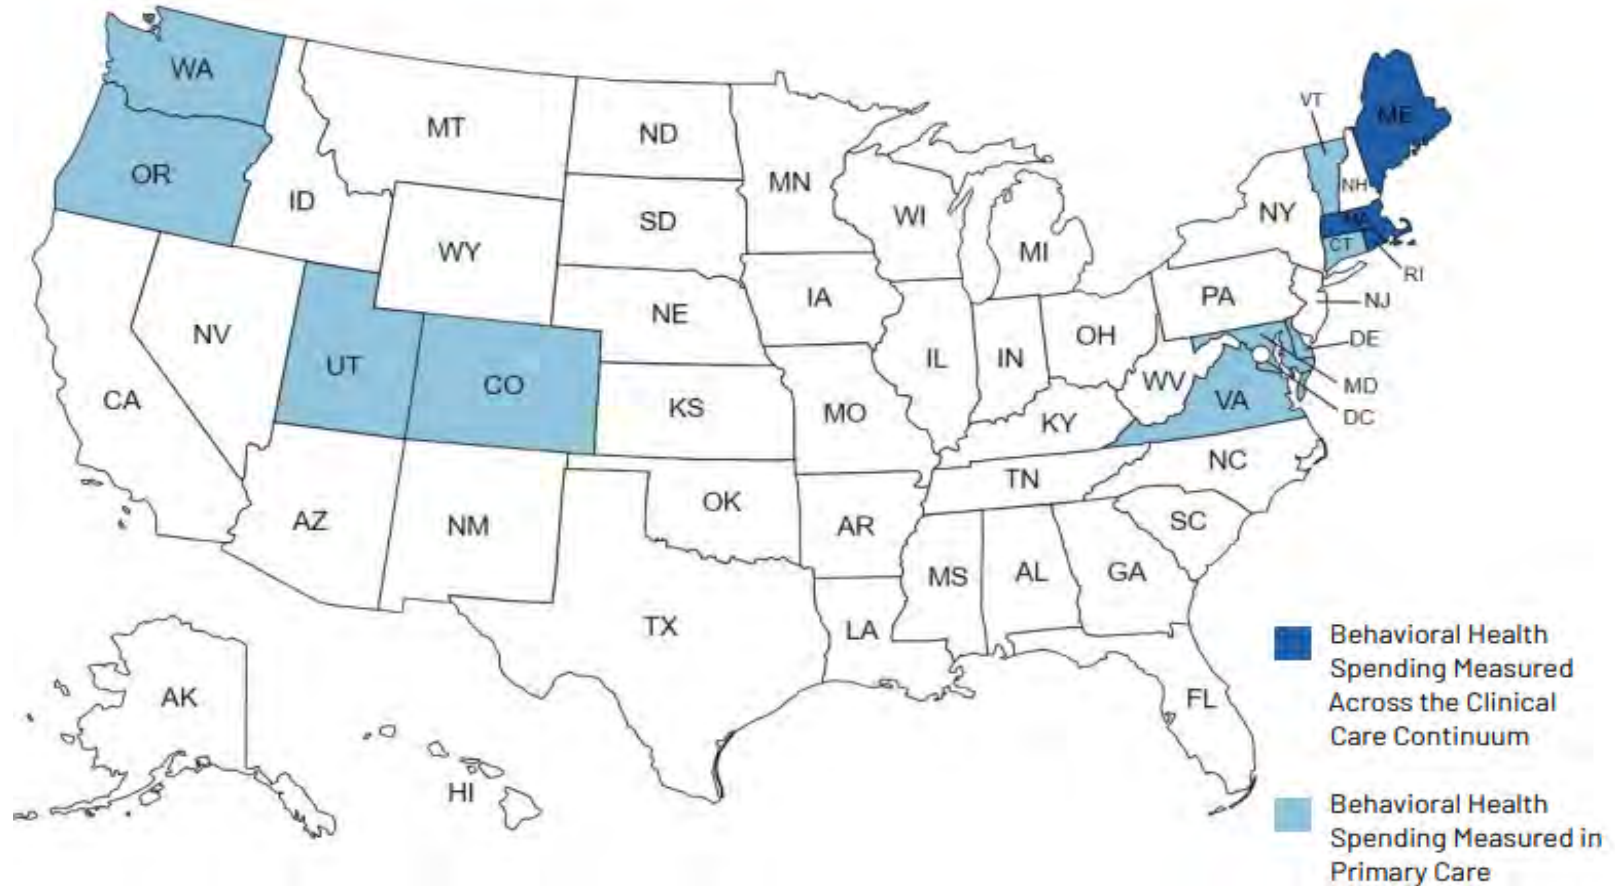 WA
MT
ND
MN
VT
ME
OR
ID
SD
WI
MI
NY
NH
MA
CT
RI
WY
IA
PA
NJ
NE
NV
UT
CO
IL
IN
OH
DE
MD
DC
WV
VA
CA
KS
MO
KY
NC
TN
AZ
NM
OK
AR
SC
MS
AL
GA
TX
LA
FL
AK
HI
Behavioral Health
Spending Measured
Across the Clinical
Care Continuum
Behavioral Health
Spending Measured in
Primary Care